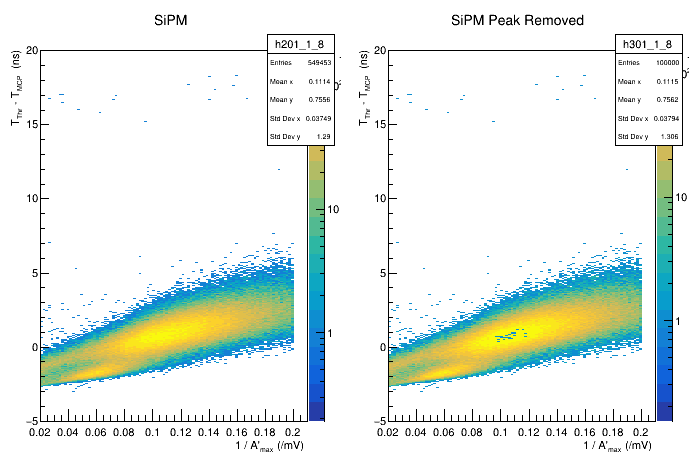 SiPM
h201_1_8
Entries 549453
Mean x 0.1114
Mean y 0.7556
Std Dev x 0.03749
Std Dev y 1.29
T_Thr - T_MCP (ns)
20
15
10
5
0
−5
0.02 0.04 0.06 0.08 0.1 0.12 0.14 0.16 0.18 0.2
1 / A'_max (/mV)
10
1
SiPM Peak Removed
h301_1_8
Entries 100000
Mean x 0.1115
Mean y 0.7562
Std Dev x 0.03794
Std Dev y 1.306
T_Thr - T_MCP (ns)
20
15
10
5
0
−5
0.02 0.04 0.06 0.08 0.1 0.12 0.14 0.16 0.18 0.2
1 / A'_max (/mV)
10
1